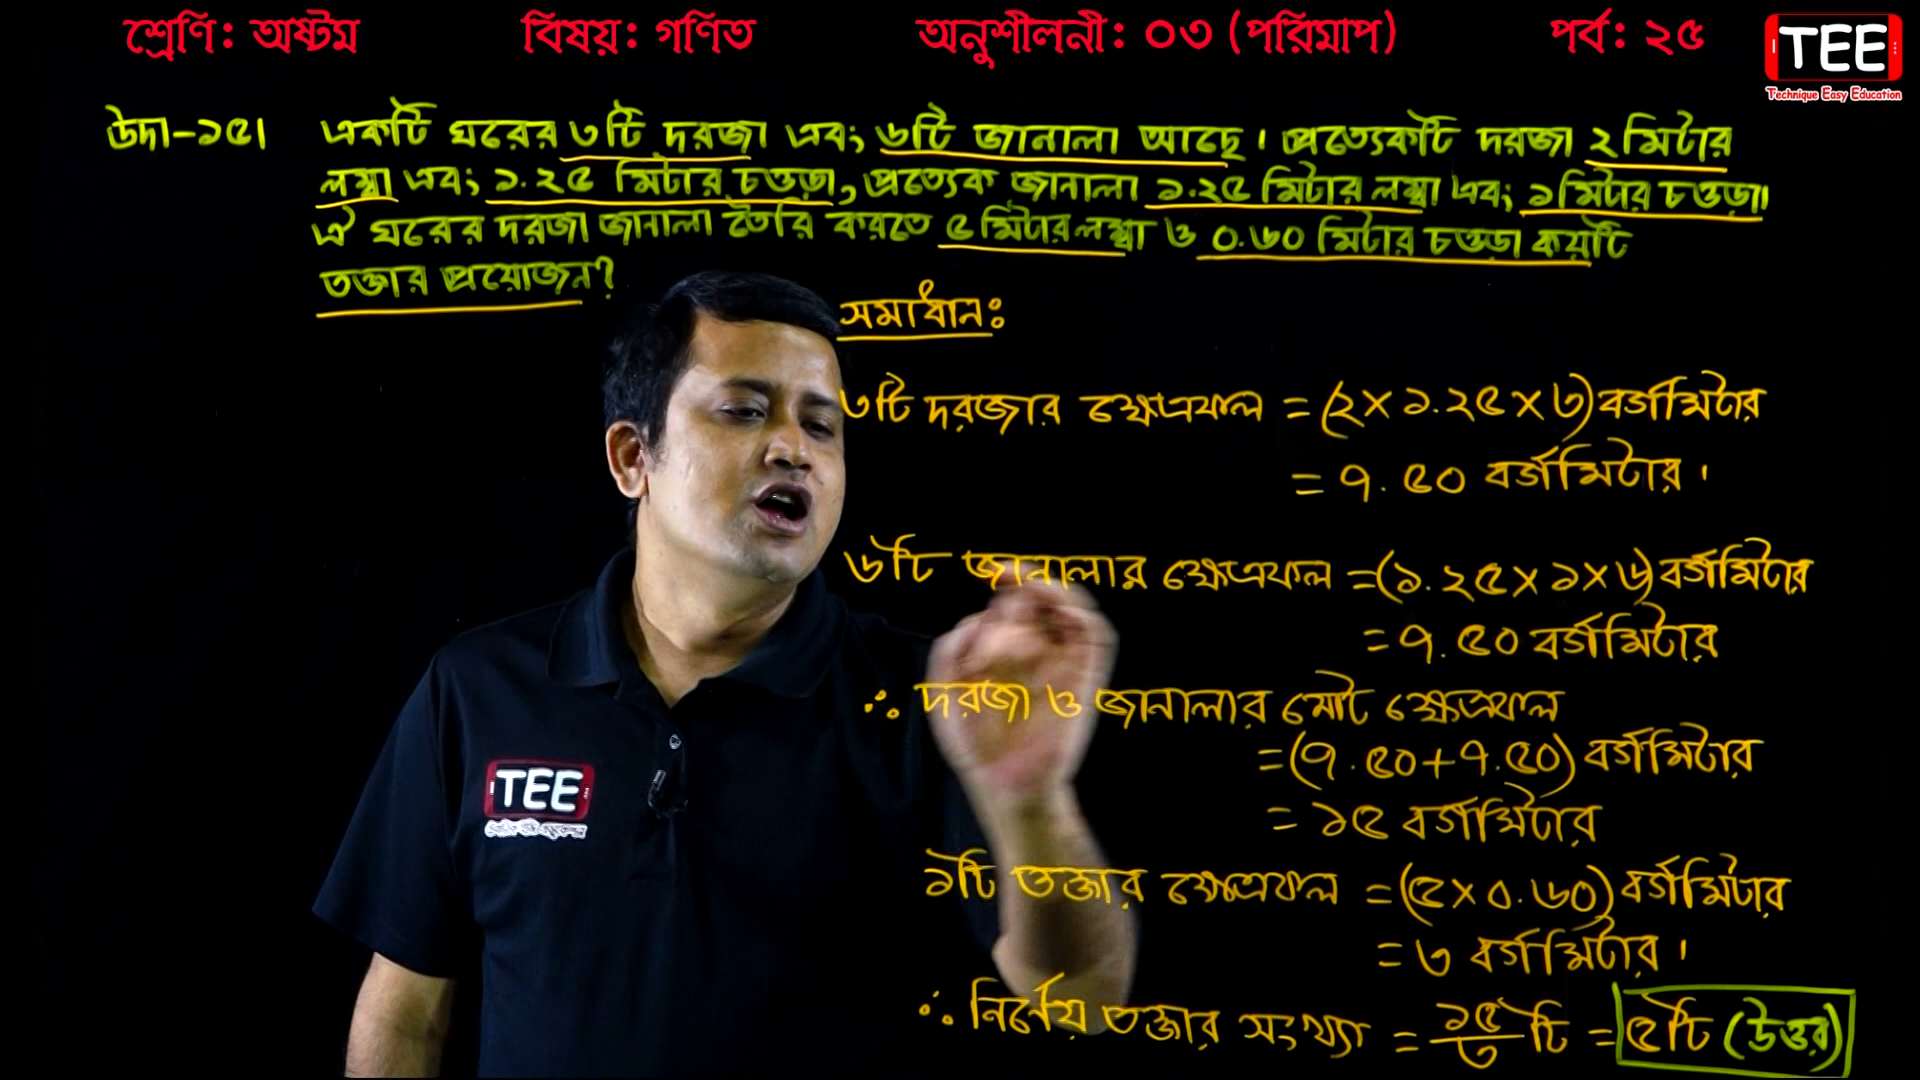 শ্রেণি: অষ্টম বিষয়: গণিত অনুশীলনী: ০৩ (পরিমাপ) পর্ব: ২৫
TEE
Technique Easy Education
উদা-১৫। একটি ঘরের ৩টি দরজা এবং ৬টি জানালা আছে। প্রত্যেকটি দরজা ২ মিটার
লম্বা এবং ১.২৫ মিটার চওড়া, প্রত্যেক জানালা ১.২৫ মিটার লম্বা এবং ১ মিটার চওড়া।
ঐ ঘরের দরজা জানালা তৈরি করতে ৫ মিটার লম্বা ও ০.৬০ মিটার চওড়া কয়টি
তক্তার প্রয়োজন?
সমাধানঃ
৩টি দরজার ক্ষেত্রফল = (২ × ১.২৫ × ৩) বর্গমিটার
= ৭.৫০ বর্গমিটার।
৬টি জানালার ক্ষেত্রফল = (১.২৫ × ১ × ৬) বর্গমিটার
= ৭.৫০ বর্গমিটার
∴ দরজা ও জানালার মোট ক্ষেত্রফল
= (৭.৫০ + ৭.৫০) বর্গমিটার
= ১৫ বর্গমিটার
১টি তক্তার ক্ষেত্রফল = (৫ × ০.৬০) বর্গমিটার
= ৩ বর্গমিটার।
∴ নির্ণেয় তক্তার সংখ্যা = ১৫/৩ টি = ৫টি (উত্তর)
TEE